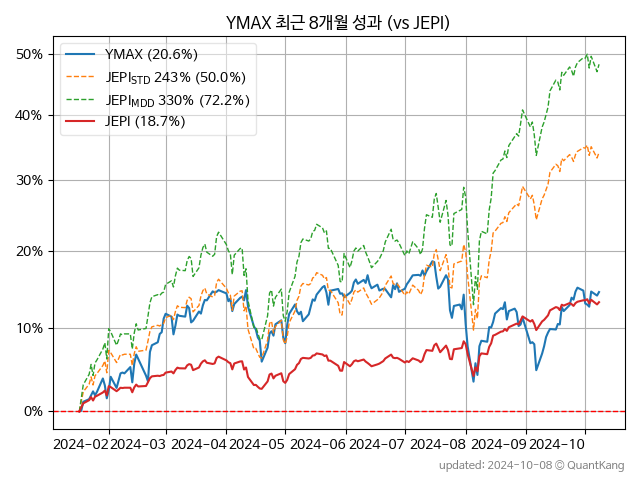 YMAX 최근 8개월 성과 (vs JEPI)
YMAX (20.6%)
JEPI_STD 243% (50.0%)
JEPI_MDD 330% (72.2%)
JEPI (18.7%)
50%
40%
30%
20%
10%
0%
2024-02 2024-03 2024-04 2024-05 2024-06 2024-07 2024-08 2024-09 2024-10
updated: 2024-10-08 © QuantKang